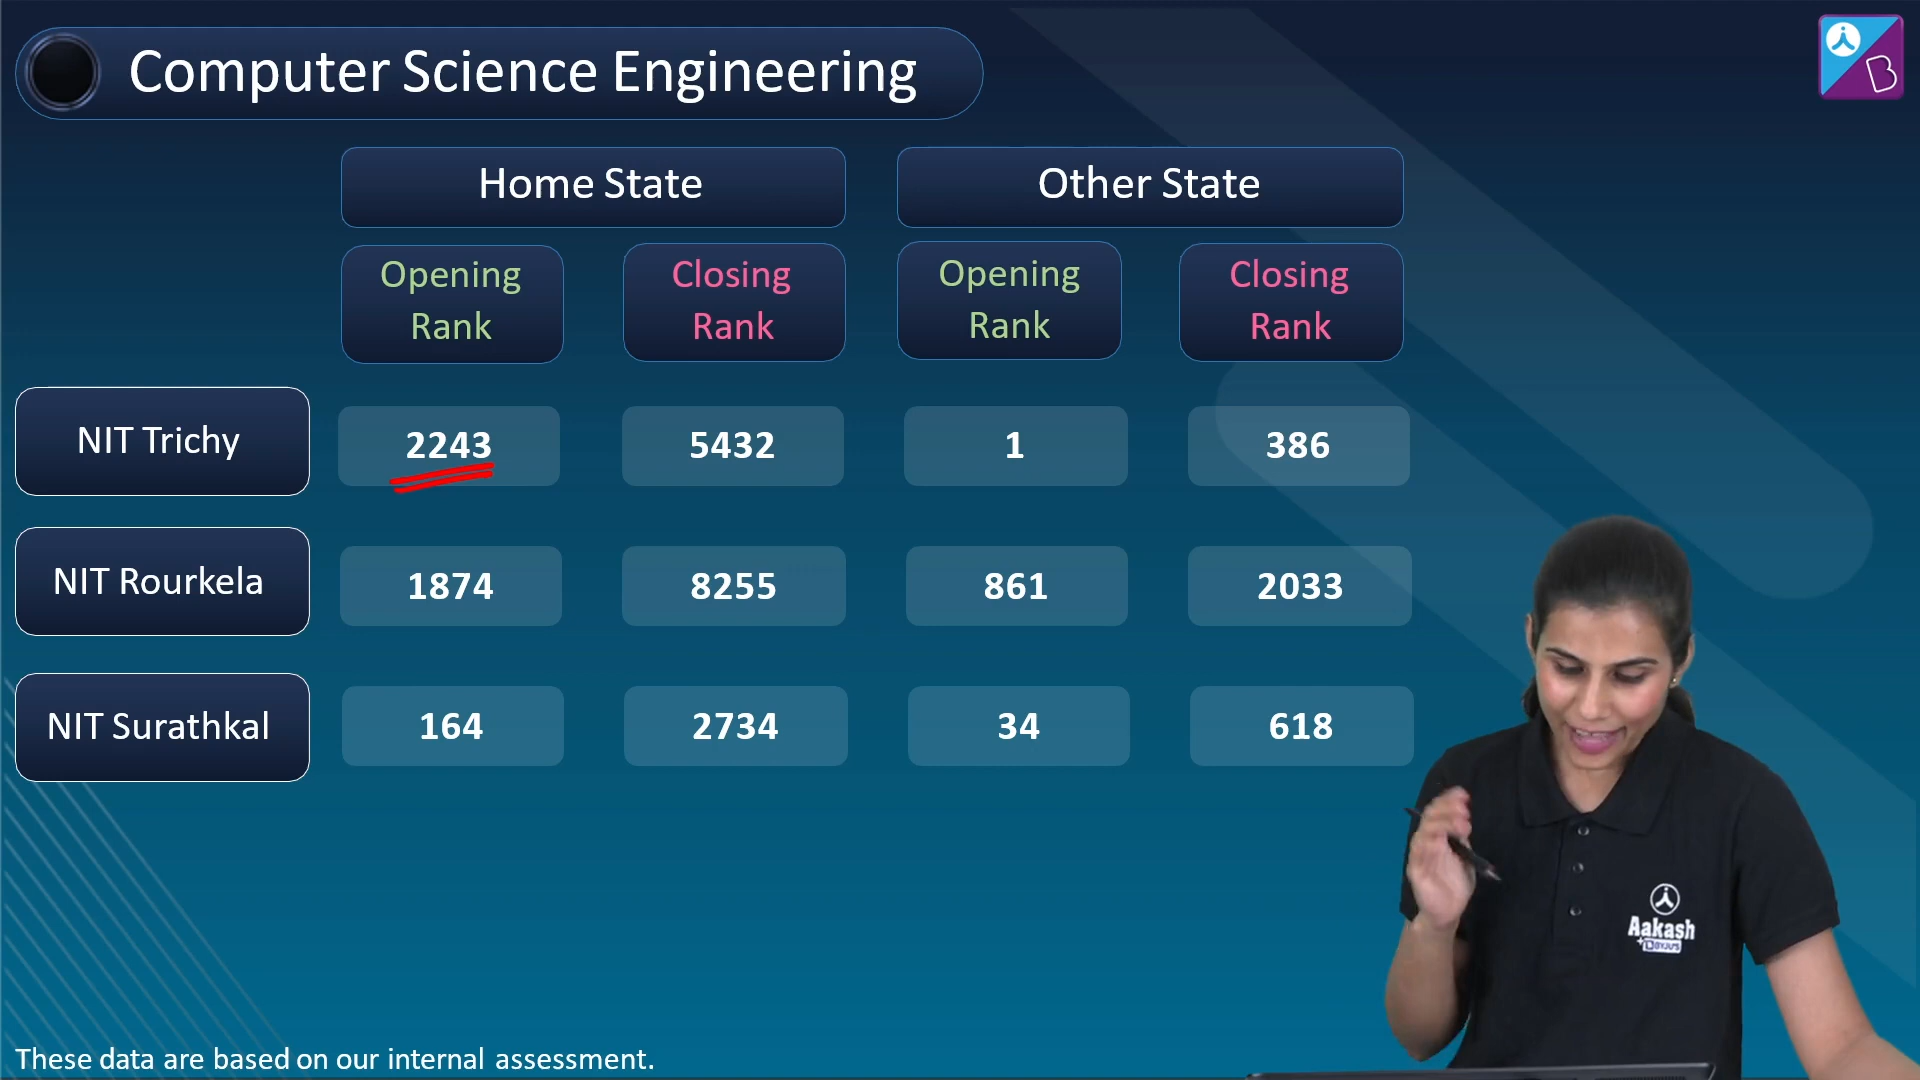 Computer Science Engineering
B
Home State
Other State
Opening
Rank
Closing
Rank
Opening
Rank
Closing
Rank
NIT Trichy
2243
5432
1
386
NIT Rourkela
1874
8255
861
2033
NIT Surathkal
164
2734
34
618
Aakash
BYJU'S
These data are based on our internal assessment.